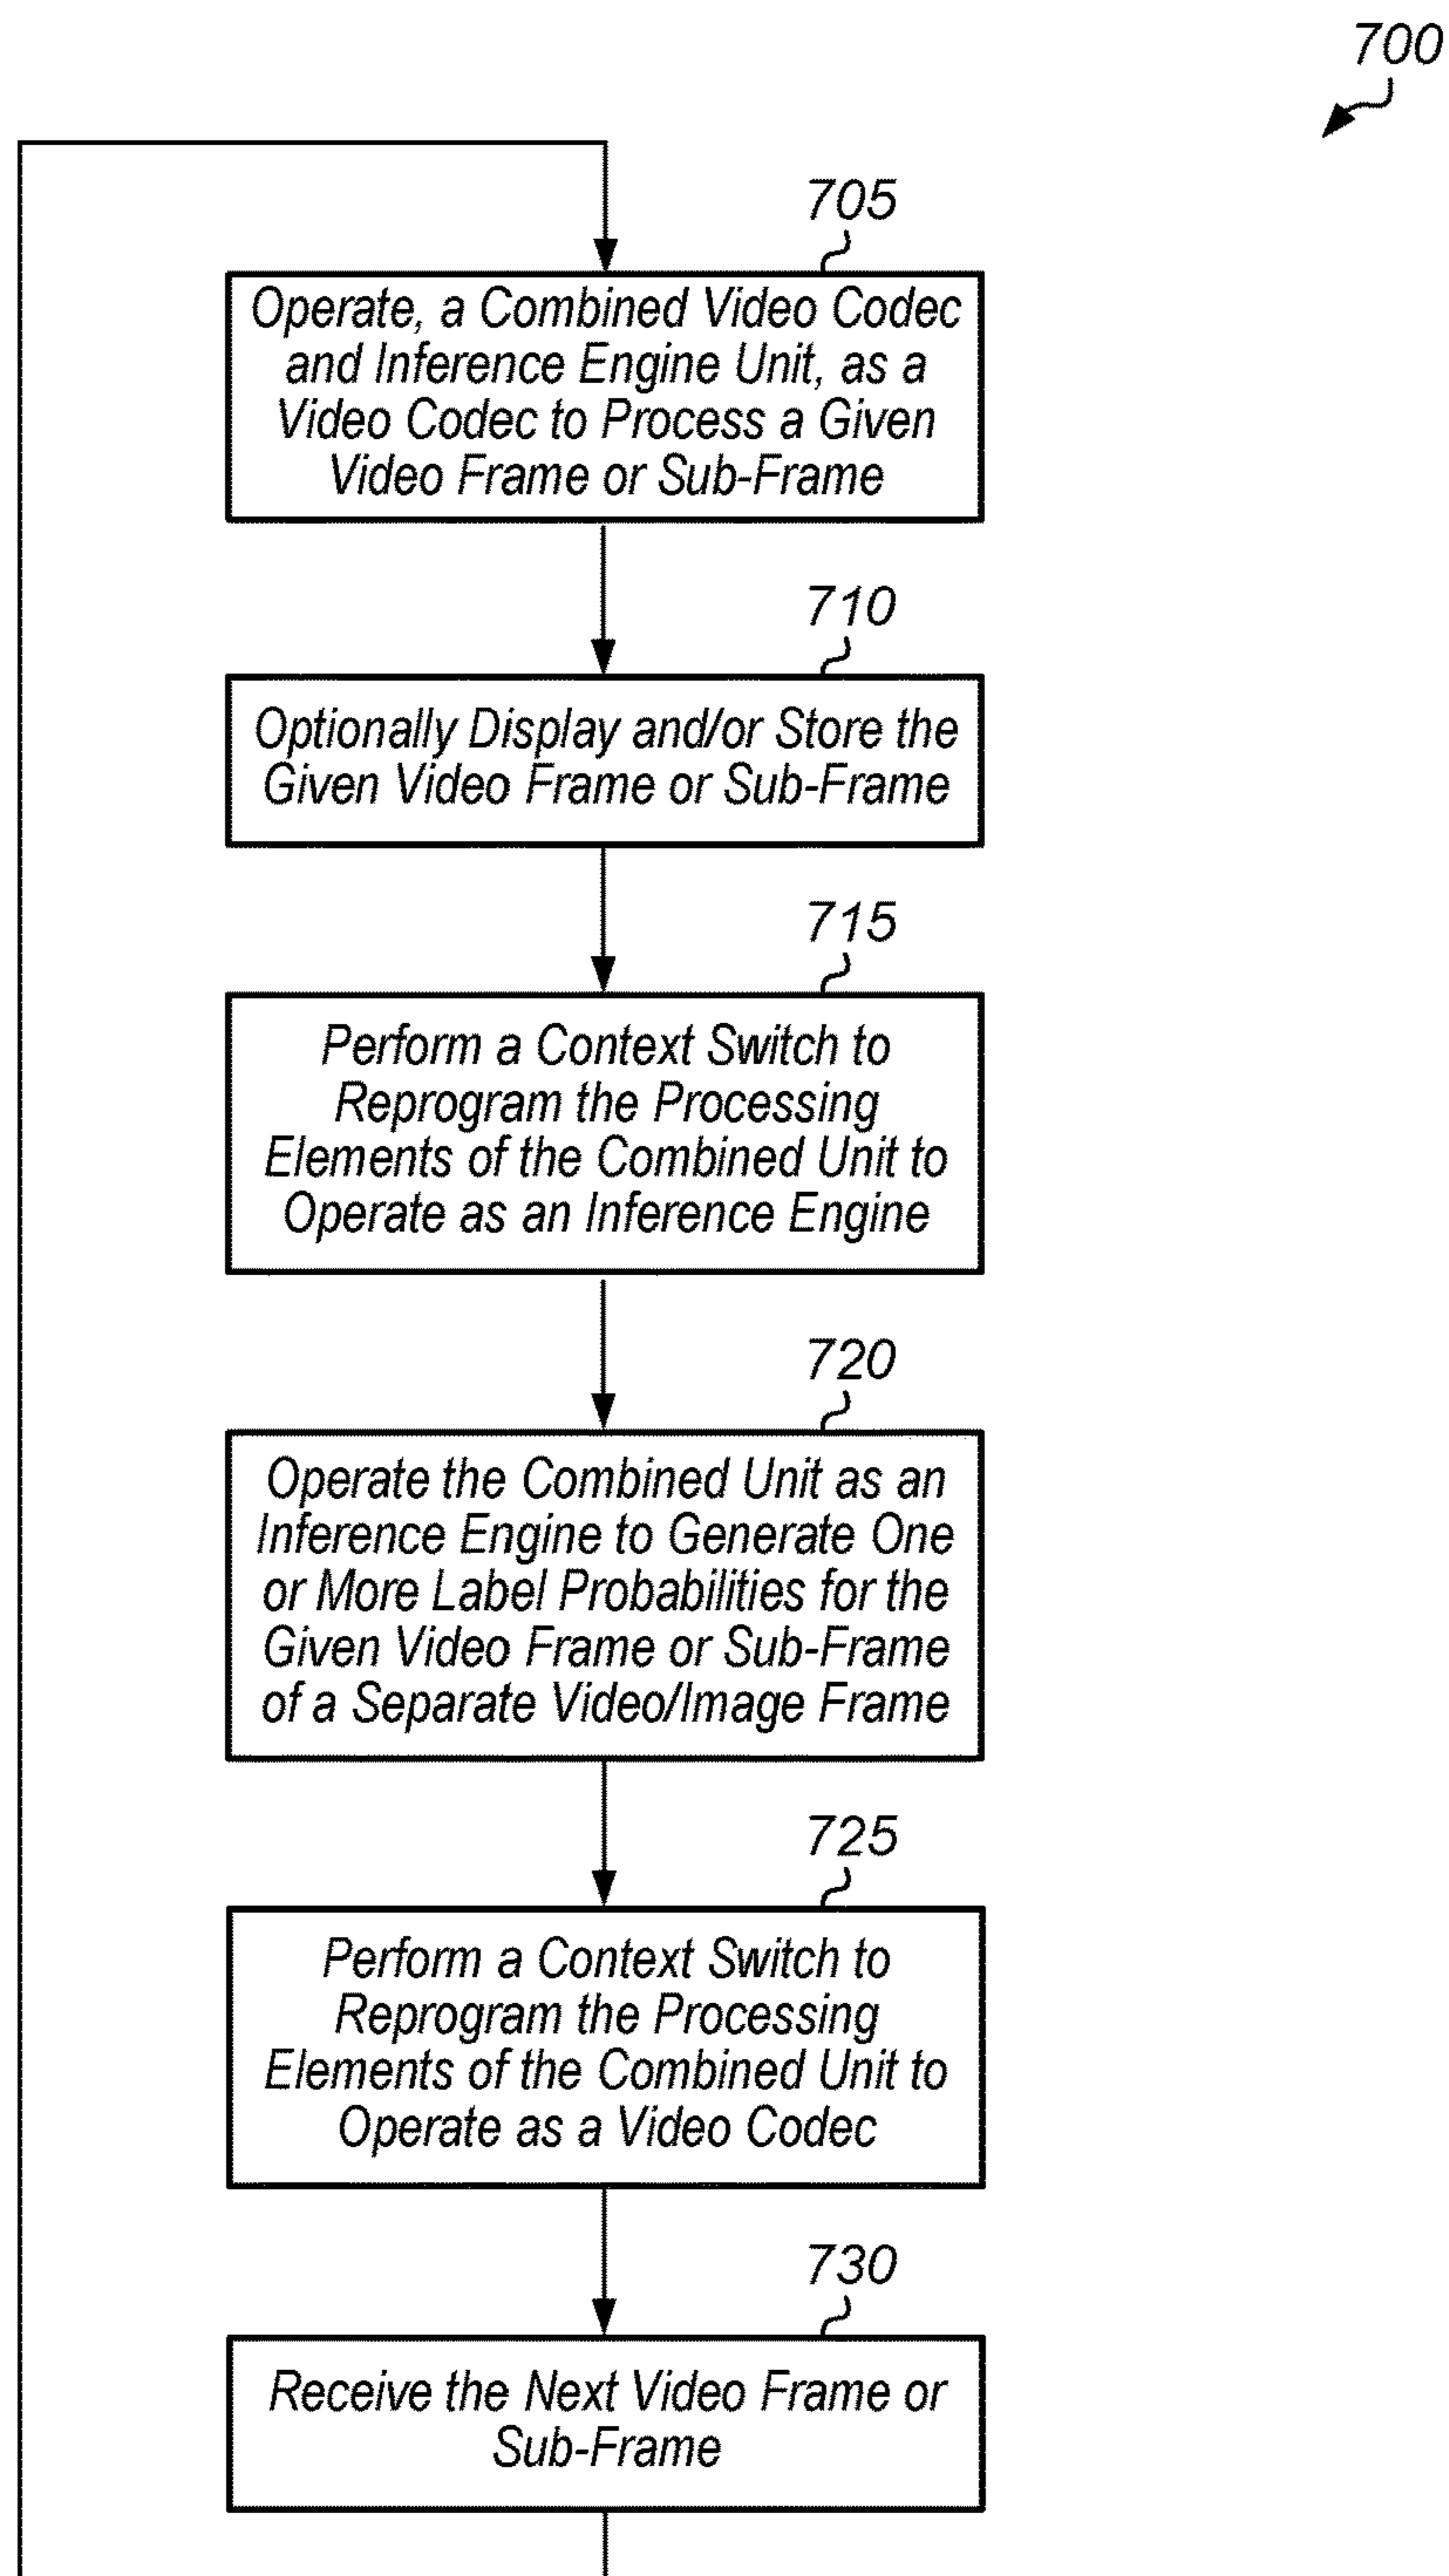 700
705
Operate, a Combined Video Codec
and Inference Engine Unit, as a
Video Codec to Process a Given
Video Frame or Sub-Frame
710
Optionally Display and/or Store the
Given Video Frame or Sub-Frame
715
Perform a Context Switch to
Reprogram the Processing
Elements of the Combined Unit to
Operate as an Inference Engine
720
Operate the Combined Unit as an
Inference Engine to Generate One
or More Label Probabilities for the
Given Video Frame or Sub-Frame
of a Separate Video/Image Frame
725
Perform a Context Switch to
Reprogram the Processing
Elements of the Combined Unit to
Operate as a Video Codec
730
Receive the Next Video Frame or
Sub-Frame